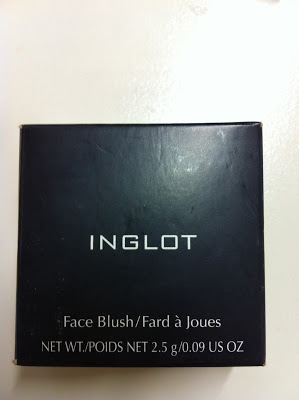 INGLOT
Face Blush/Fard à Joues
NET WT./POIDS NET 2.5 g/0.09 US OZ